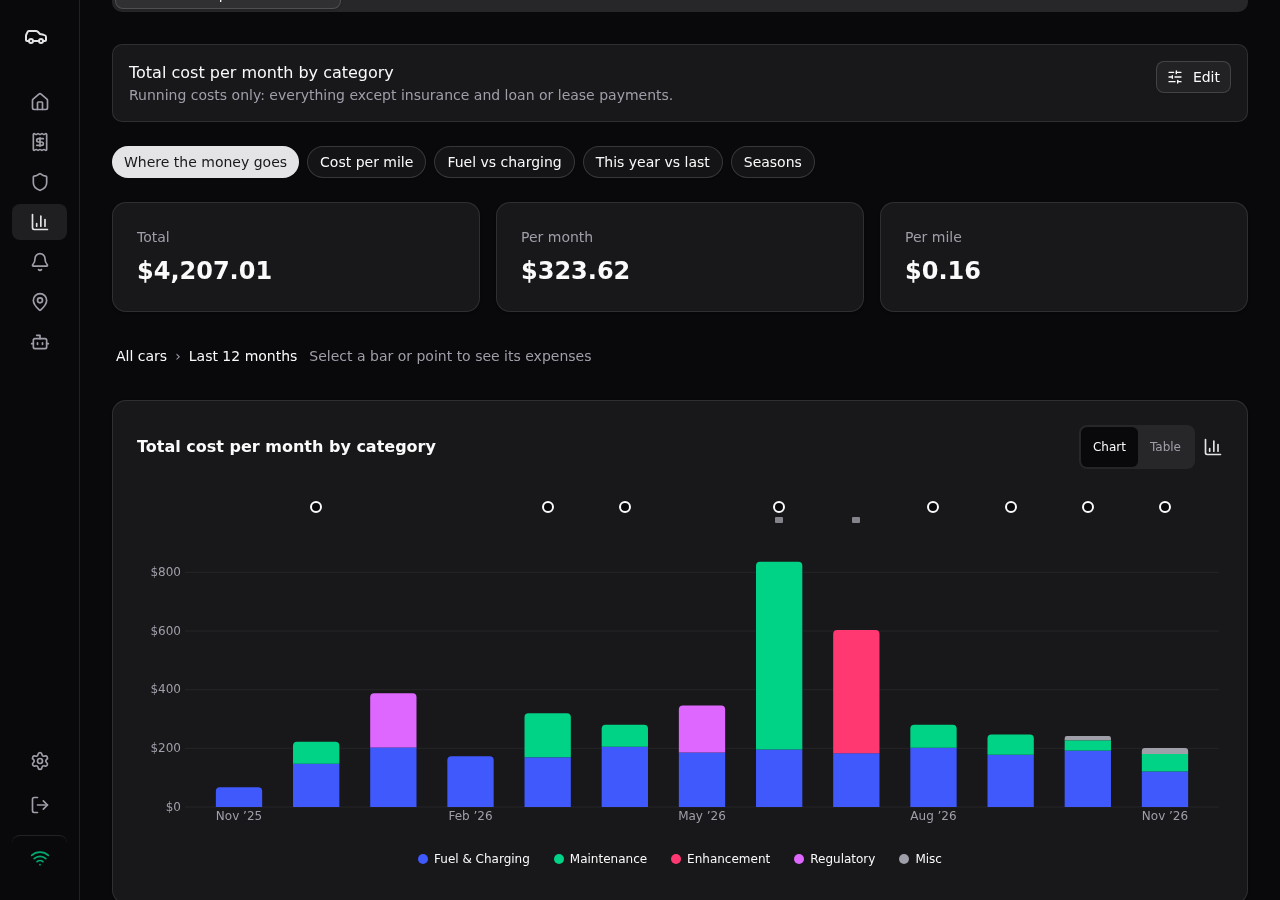 Total cost per month by category
Edit
Running costs only: everything except insurance and loan or lease payments.
Where the money goes
Cost per mile
Fuel vs charging
This year vs last
Seasons
Total
Per month
Per mile
$4,207.01
$323.62
$0.16
All cars › Last 12 months Select a bar or point to see its expenses
Total cost per month by category
Chart
Table
$800
$600
$400
$200
$0
Nov ’25
Feb ’26
May ’26
Aug ’26
Nov ’26
Fuel & Charging
Maintenance
Enhancement
Regulatory
Misc